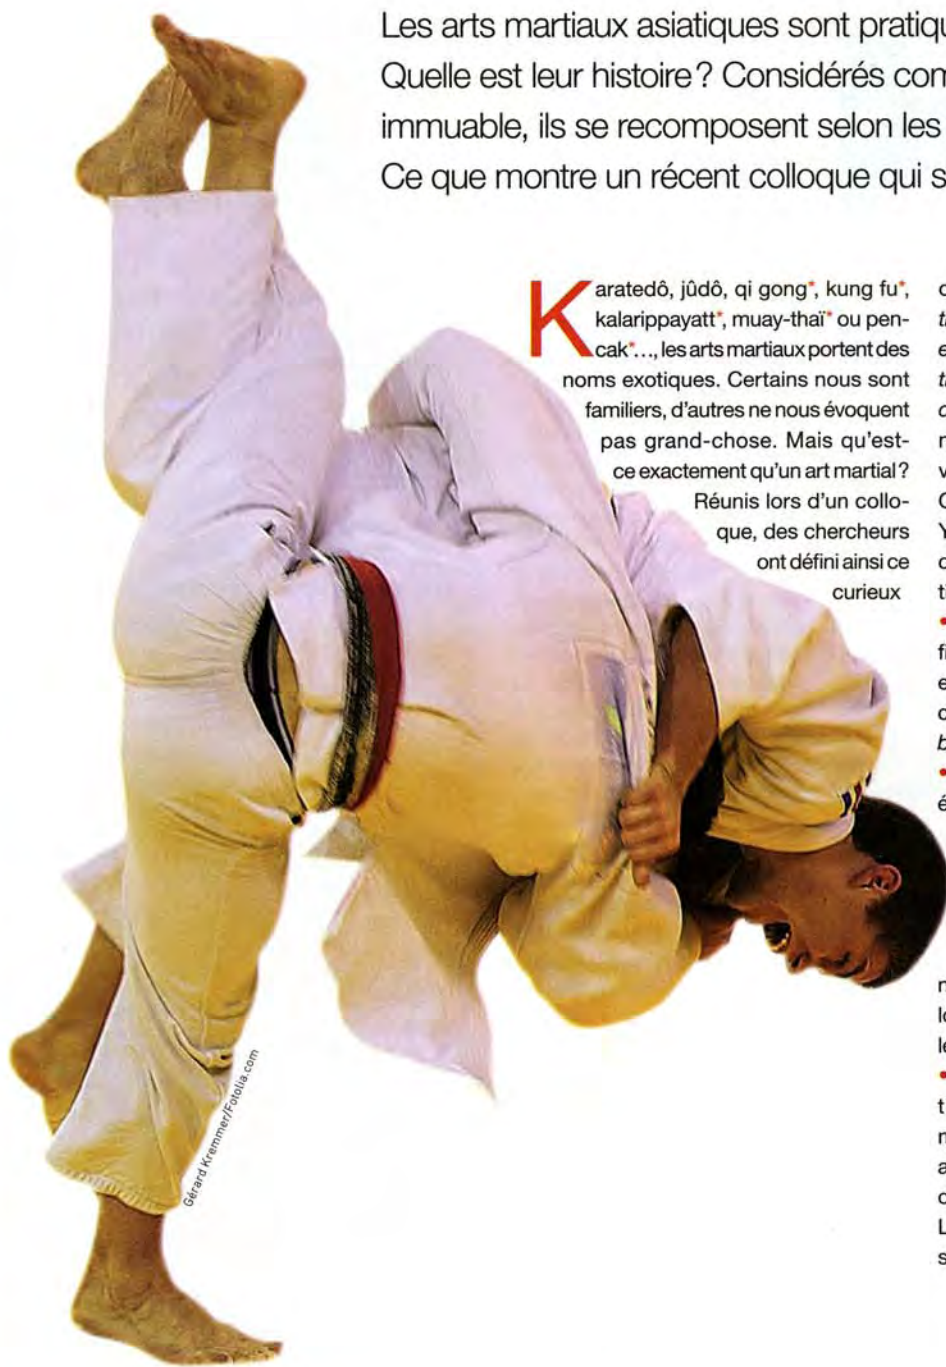 Les arts martiaux asiatiques sont pratiqu
Quelle est leur histoire? Considérés com
immuable, ils se recomposent selon les
Ce que montre un récent colloque qui s
Karatedô, jûdô, qi gong*, kung fu*,
kalarippayatt*, muay-thaï* ou pen-
cak*..., les arts martiaux portent des
noms exotiques. Certains nous sont
familiers, d'autres ne nous évoquent
pas grand-chose. Mais qu'est-
ce exactement qu'un art martial?
Réunis lors d'un collo-
que, des chercheurs
ont défini ainsi ce
curieux
Gérard Kremmer/Fotolia.com